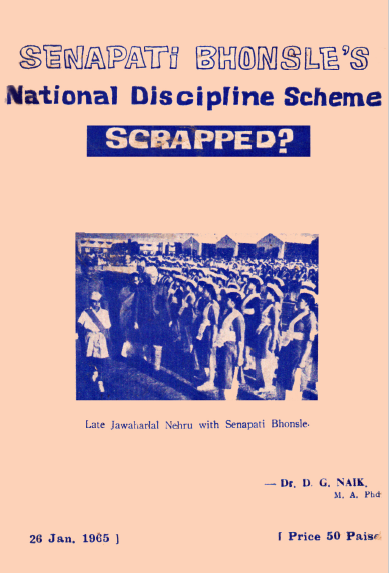 SENAPATI BHONSLE'S
National Discipline Scheme
SCRAPPED?
Late Jawaharlal Nehru with Senapati Bhonsle.
— Dr. D. G. NAIK,
M. A. Phd
26 Jan. 1965 ]
[ Price 50 Paise